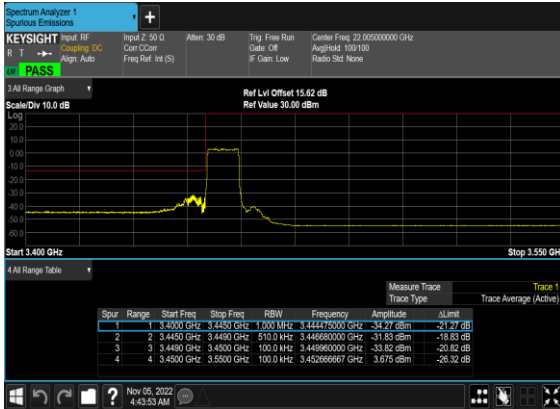 Spectrum Analyzer 1
Spurious Emissions
+
KEYSIGHT
R T
Input: RF
Coupling: DC
Align: Auto
Input Z: 50 Ω
Corr CCorr
Freq Ref: Int (S)
Atten: 30 dB
Trig: Free Run
Gate: Off
IF Gain: Low
Center Freq: 22.005000000 GHz
Avg|Hold: 100/100
Radio Std: None
PASS
3 All Range Graph
Scale/Div 10.0 dB
Ref Lvl Offset 15.62 dB
Ref Value 30.00 dBm
Log
20.0
10.0
0.00
-10.0
-20.0
-30.0
-40.0
-50.0
-60.0
Start 3.400 GHz
Stop 3.550 GH
4 All Range Table
Measure Trace Trace 1
Trace Type Trace Average (Active)
Spur Range Start Freq Stop Freq RBW Frequency Amplitude ΔLimit
1 1 3.4000 GHz 3.4450 GHz 1.000 MHz 3.444475000 GHz -34.27 dBm -21.27 dB
2 2 3.4450 GHz 3.4490 GHz 510.0 kHz 3.446680000 GHz -31.83 dBm -18.83 dB
3 3 3.4490 GHz 3.4500 GHz 100.0 kHz 3.449960000 GHz -33.82 dBm -20.82 dB
4 4 3.4500 GHz 3.5500 GHz 100.0 kHz 3.452666667 GHz 3.675 dBm -26.32 dB
?
Nov 05, 2022
4:43:53 AM